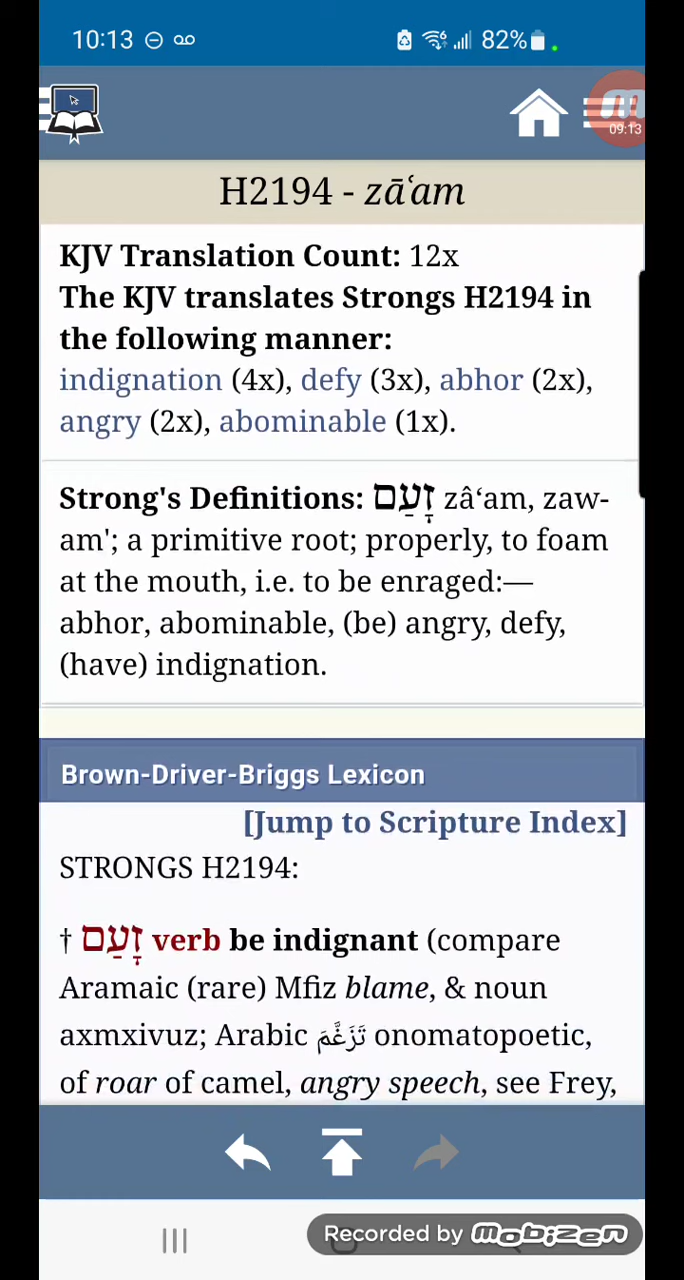 10:13
82%
09:13
H2194 - zāʿam
KJV Translation Count: 12x
The KJV translates Strongs H2194 in
the following manner:
indignation (4x), defy (3x), abhor (2x),
angry (2x), abominable (1x).
Strong's Definitions: זָעַם zâʻam, zaw-
am'; a primitive root; properly, to foam
at the mouth, i.e. to be enraged:—
abhor, abominable, (be) angry, defy,
(have) indignation.
Brown-Driver-Briggs Lexicon
[Jump to Scripture Index]
STRONGS H2194:
† זָעַם verb be indignant (compare
Aramaic (rare) Mfiz blame, & noun
axmxivuz; Arabic تَزَغَّمَ onomatopoetic,
of roar of camel, angry speech, see Frey,
Recorded by mobizen